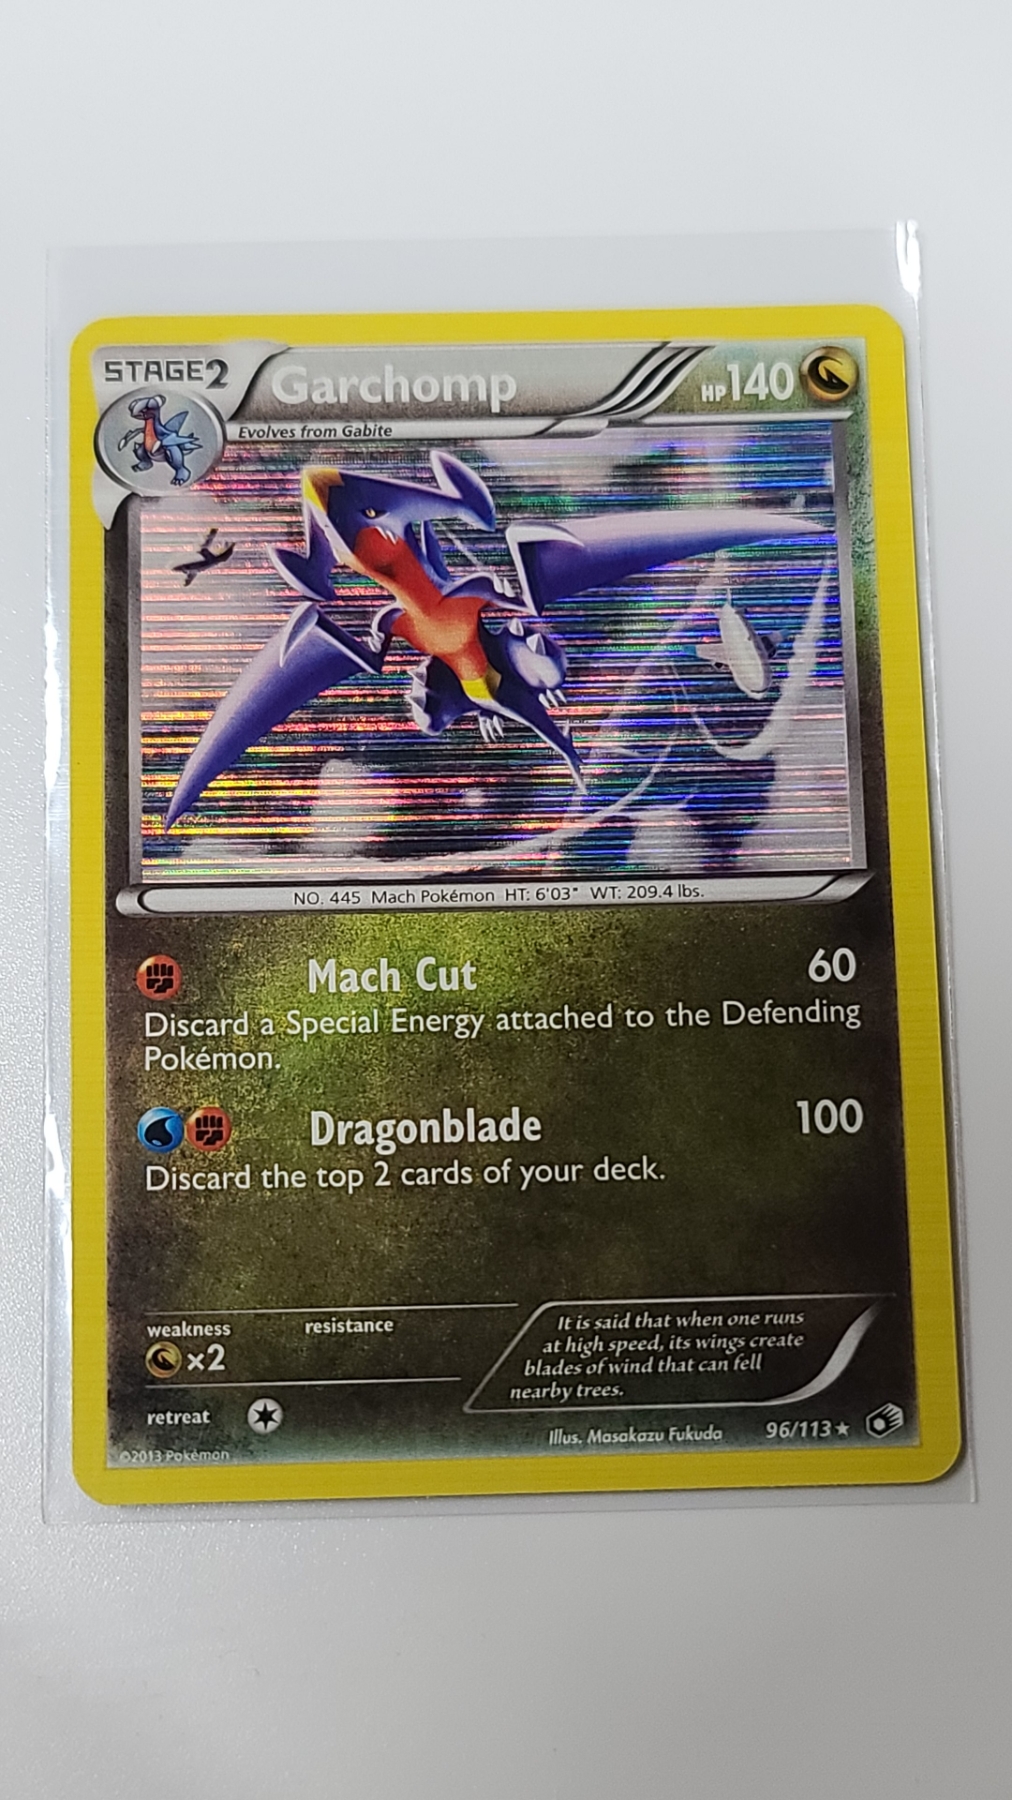 STAGE2
Garchomp
HP140
Evolves from Gabite
NO. 445 Mach Pokémon HT: 6'03" WT: 209.4 lbs.
Mach Cut 60
Discard a Special Energy attached to the Defending
Pokémon.
Dragonblade 100
Discard the top 2 cards of your deck.
weakness resistance
×2
retreat
It is said that when one runs
at high speed, its wings create
blades of wind that can fell
nearby trees.
Illus. Masakazu Fukuda 96/113★
©2013 Pokémon